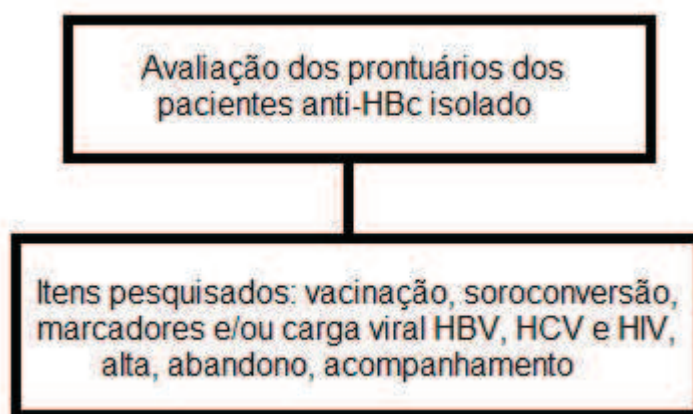 Avaliação dos prontuários dos
pacientes anti-HBc isolado
Itens pesquisados: vacinação, soroconversão,
marcadores e/ou carga viral HBV, HCV e HIV,
alta, abandono, acompanhamento